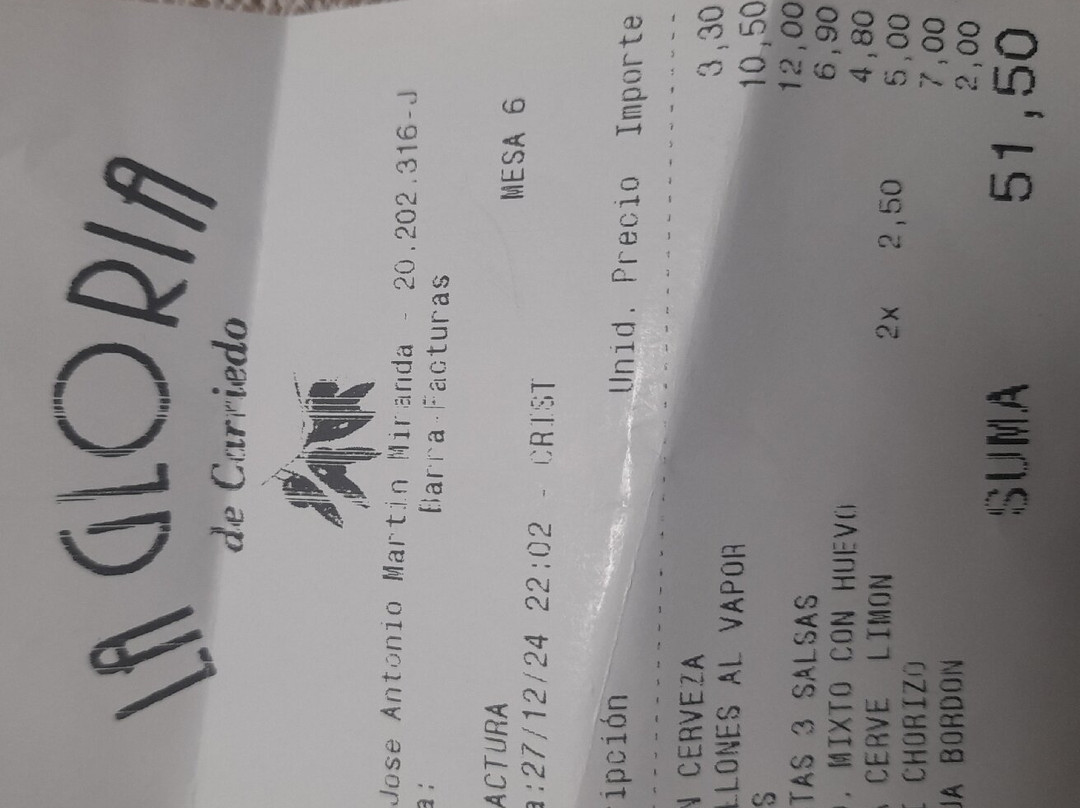 LA GLORIA
de Carriedo
Jose Antonio Martin Miranda - 20.202.316-J
a: Barra Facturas
ACTURA MESA 6
a:27/12/24 22:02 - CRIST
ipción Unid. Precio Importe
N CERVEZA 3,30
LLONES AL VAPOR 10,50
S 12,00
TAS 3 SALSAS 6,90
. MIXTO CON HUEVO 4,80
CERVE LIMON 2x 2,50 5,00
CHORIZO 7,00
UA BORDON 2,00
SUMA 51,50